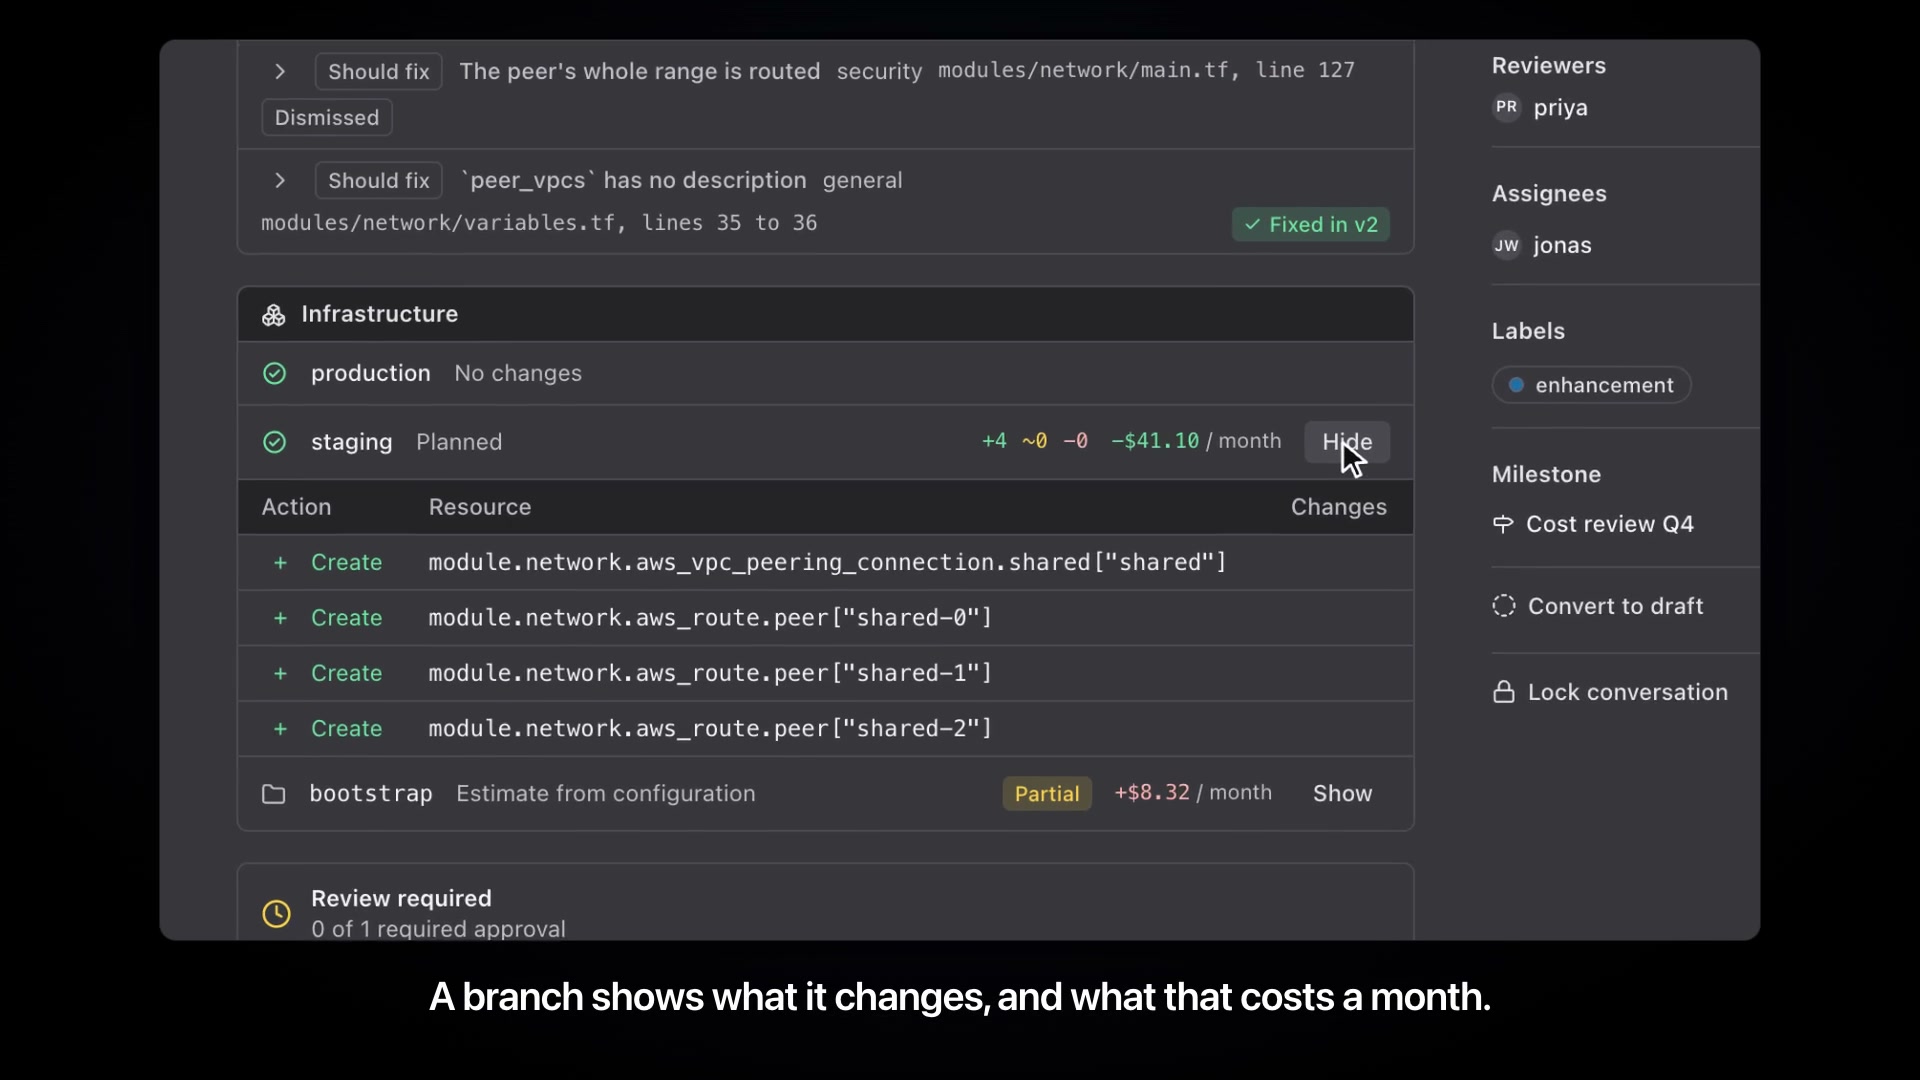 Should fix The peer's whole range is routed security modules/network/main.tf, line 127
Dismissed
Should fix `peer_vpcs` has no description general
modules/network/variables.tf, lines 35 to 36
Fixed in v2
Infrastructure
production No changes
staging Planned +4 ~0 −0 −$41.10 / month Hide
Action Resource Changes
+ Create module.network.aws_vpc_peering_connection.shared["shared"]
+ Create module.network.aws_route.peer["shared-0"]
+ Create module.network.aws_route.peer["shared-1"]
+ Create module.network.aws_route.peer["shared-2"]
bootstrap Estimate from configuration Partial +$8.32 / month Show
Review required
0 of 1 required approval
Reviewers
PR priya
Assignees
JW jonas
Labels
enhancement
Milestone
Cost review Q4
Convert to draft
Lock conversation
A branch shows what it changes, and what that costs a month.